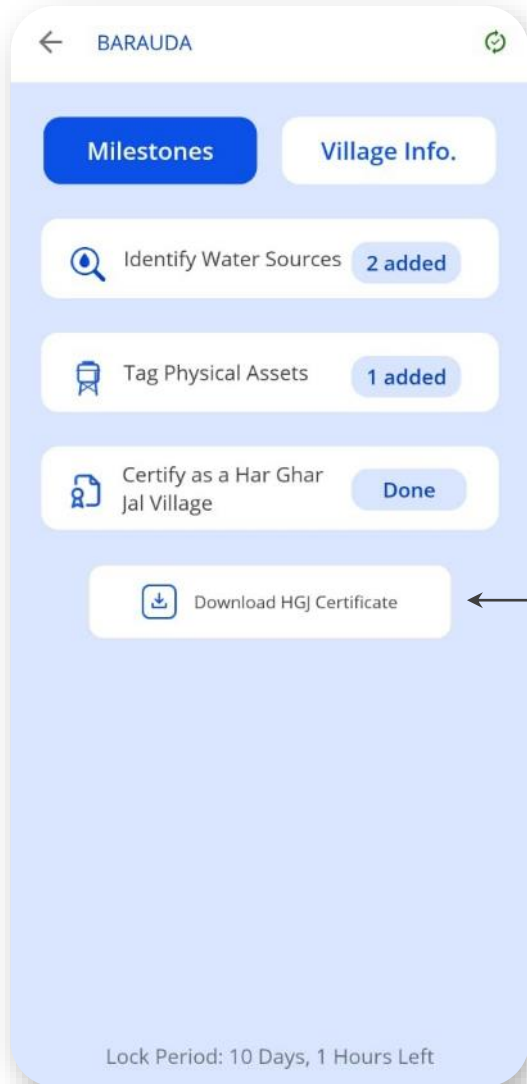 BARAUDA
Milestones
Village Info.
Identify Water Sources
2 added
Tag Physical Assets
1 added
Certify as a Har Ghar
Jal Village
Done
Download HGJ Certificate
Lock Period: 10 Days, 1 Hours Left